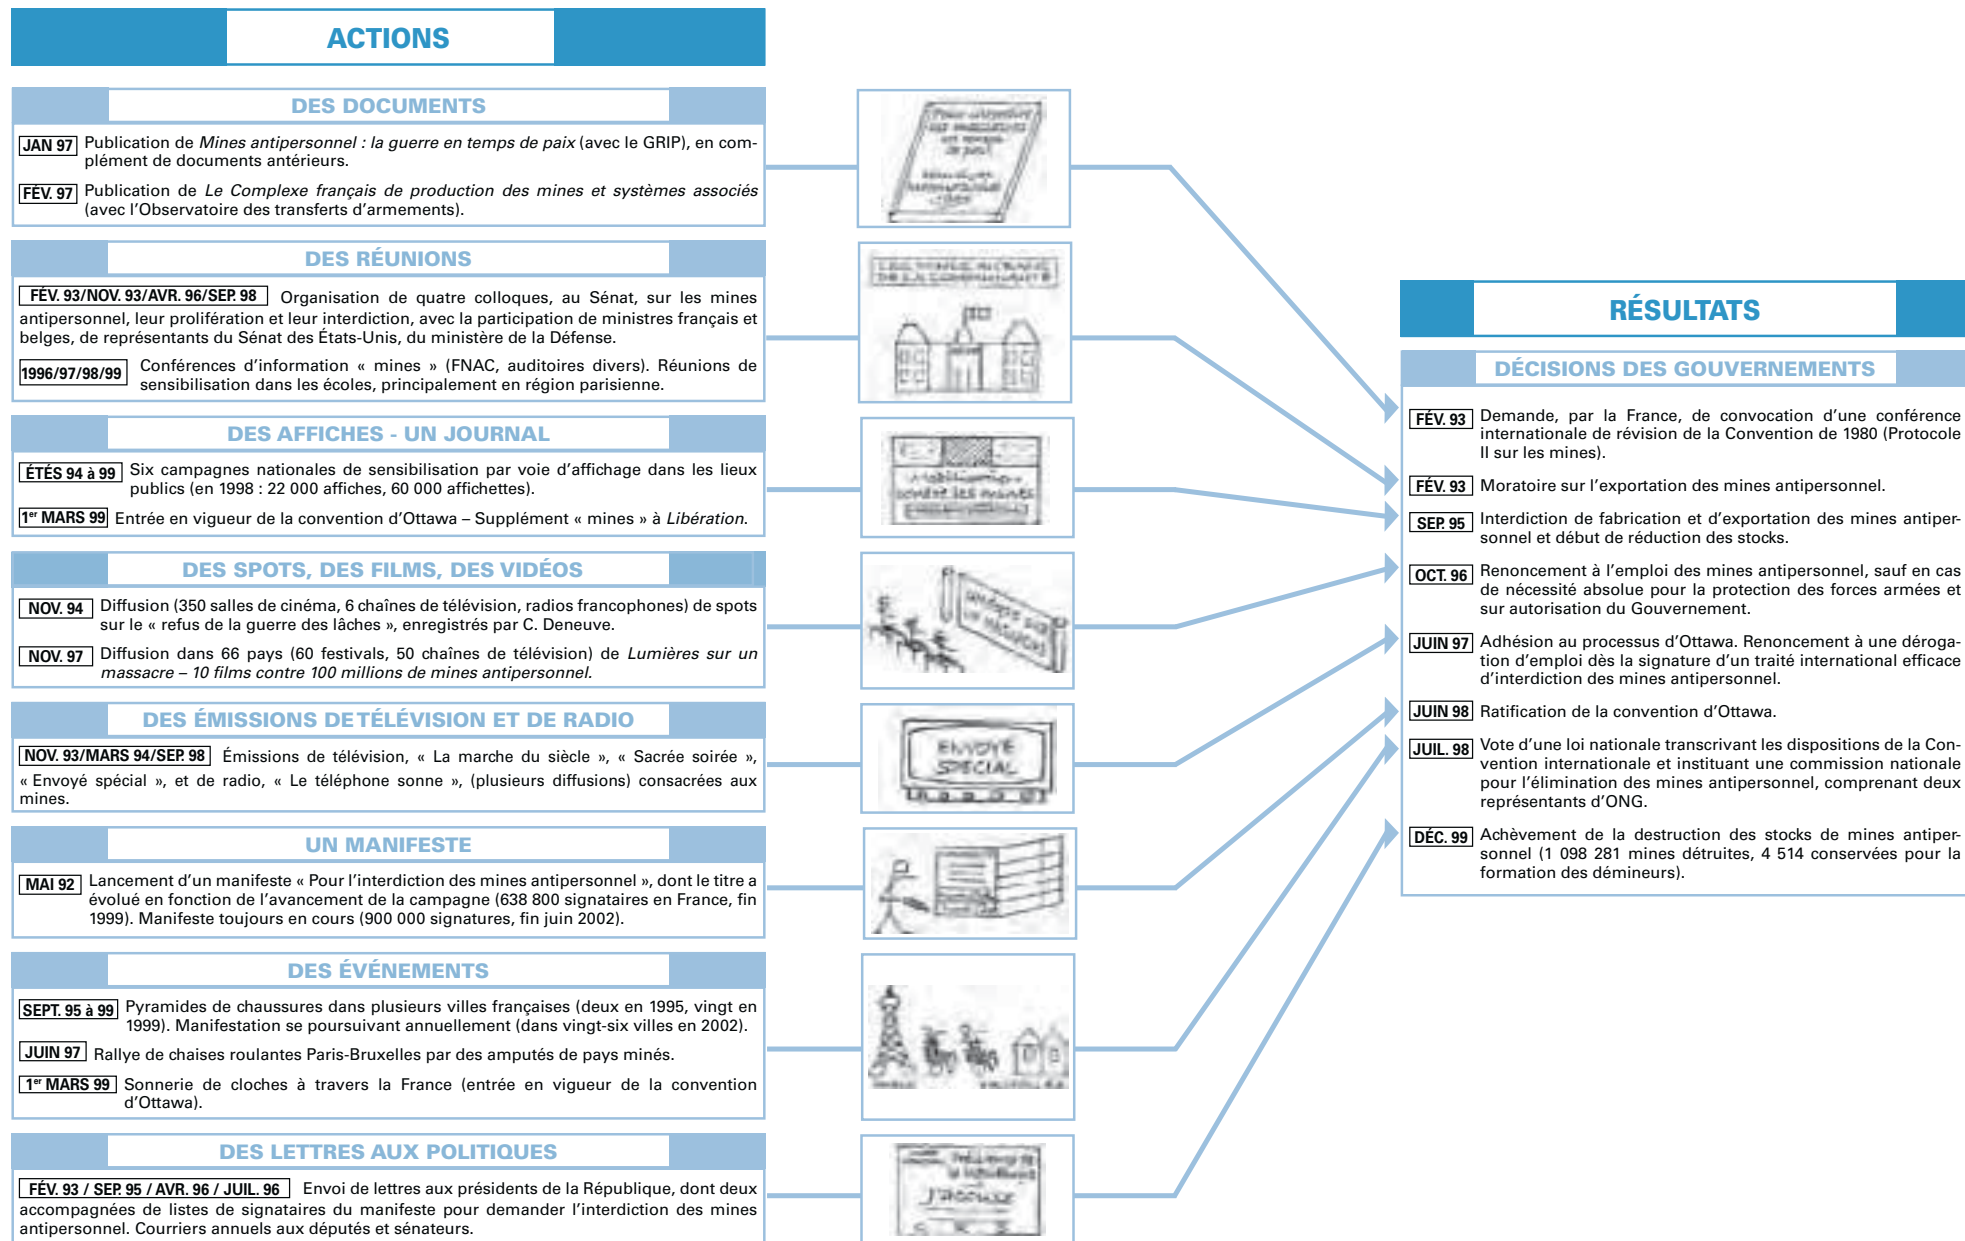 ACTIONS
DES DOCUMENTS
JAN 97 Publication de Mines antipersonnel : la guerre en temps de paix (avec le GRIP), en com-
plément de documents antérieurs.
FÉV. 97 Publication de Le Complexe français de production des mines et systèmes associés
(avec l'Observatoire des transferts d'armements).
DES RÉUNIONS
FÉV. 93/NOV. 93/AVR. 96/SEP. 98 Organisation de quatre colloques, au Sénat, sur les mines
antipersonnel, leur prolifération et leur interdiction, avec la participation de ministres français et
belges, de représentants du Sénat des États-Unis, du ministère de la Défense.
1996/97/98/99 Conférences d'information « mines » (FNAC, auditoires divers). Réunions de
sensibilisation dans les écoles, principalement en région parisienne.
DES AFFICHES - UN JOURNAL
ÉTÉS 94 à 99 Six campagnes nationales de sensibilisation par voie d'affichage dans les lieux
publics (en 1998 : 22 000 affiches, 60 000 affichettes).
1er MARS 99 Entrée en vigueur de la convention d'Ottawa – Supplément « mines » à Libération.
Mobilisation
contre les mines
DES SPOTS, DES FILMS, DES VIDÉOS
NOV. 94 Diffusion (350 salles de cinéma, 6 chaînes de télévision, radios francophones) de spots
sur le « refus de la guerre des lâches », enregistrés par C. Deneuve.
NOV. 97 Diffusion dans 66 pays (60 festivals, 50 chaînes de télévision) de Lumières sur un
massacre – 10 films contre 100 millions de mines antipersonnel.
DES ÉMISSIONS DE TÉLÉVISION ET DE RADIO
NOV. 93/MARS 94/SEP. 98 Émissions de télévision, « La marche du siècle », « Sacrée soirée »,
« Envoyé spécial », et de radio, « Le téléphone sonne », (plusieurs diffusions) consacrées aux
mines.
ENVOYÉ
SPECIAL
UN MANIFESTE
MAI 92 Lancement d'un manifeste « Pour l'interdiction des mines antipersonnel », dont le titre a
évolué en fonction de l'avancement de la campagne (638 800 signataires en France, fin
1999). Manifeste toujours en cours (900 000 signatures, fin juin 2002).
DES ÉVÉNEMENTS
SEPT. 95 à 99 Pyramides de chaussures dans plusieurs villes françaises (deux en 1995, vingt en
1999). Manifestation se poursuivant annuellement (dans vingt-six villes en 2002).
JUIN 97 Rallye de chaises roulantes Paris-Bruxelles par des amputés de pays minés.
1er MARS 99 Sonnerie de cloches à travers la France (entrée en vigueur de la convention
d'Ottawa).
DES LETTRES AUX POLITIQUES
FÉV. 93 / SEP. 95 / AVR. 96 / JUIL. 96 Envoi de lettres aux présidents de la République, dont deux
accompagnées de listes de signataires du manifeste pour demander l'interdiction des mines
antipersonnel. Courriers annuels aux députés et sénateurs.
J'accuse
RÉSULTATS
DÉCISIONS DES GOUVERNEMENTS
FÉV. 93 Demande, par la France, de convocation d'une conférence
internationale de révision de la Convention de 1980 (Protocole
II sur les mines).
FÉV. 93 Moratoire sur l'exportation des mines antipersonnel.
SEP. 95 Interdiction de fabrication et d'exportation des mines antiper-
sonnel et début de réduction des stocks.
OCT. 96 Renoncement à l'emploi des mines antipersonnel, sauf en cas
de nécessité absolue pour la protection des forces armées et
sur autorisation du Gouvernement.
JUIN 97 Adhésion au processus d'Ottawa. Renoncement à une déroga-
tion d'emploi dès la signature d'un traité international efficace
d'interdiction des mines antipersonnel.
JUIN 98 Ratification de la convention d'Ottawa.
JUIL. 98 Vote d'une loi nationale transcrivant les dispositions de la Con-
vention internationale et instituant une commission nationale
pour l'élimination des mines antipersonnel, comprenant deux
représentants d'ONG.
DÉC. 99 Achèvement de la destruction des stocks de mines antiper-
sonnel (1 098 281 mines détruites, 4 514 conservées pour la
formation des démineurs).